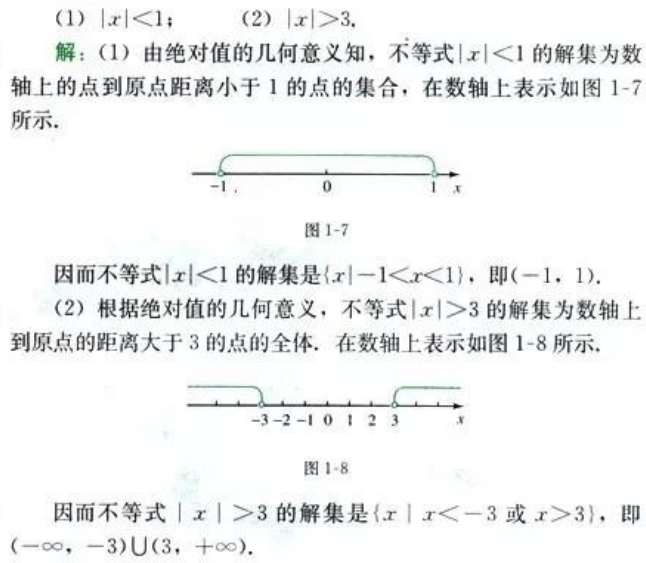 (1) |x|<1; (2) |x|>3.
解:(1) 由绝对值的几何意义知,不等式|x|<1 的解集为数
轴上的点到原点距离小于 1 的点的集合,在数轴上表示如图 1-7
所示.
-1 0 1 x
图 1-7
因而不等式|x|<1 的解集是{x|-1<x<1},即(-1,1).
(2) 根据绝对值的几何意义,不等式|x|>3 的解集为数轴上
到原点的距离大于 3 的点的全体. 在数轴上表示如图 1-8 所示.
-3 -2 -1 0 1 2 3 x
图 1-8
因而不等式 | x | >3 的解集是{x | x<-3 或 x>3},即
(-∞,-3)∪(3,+∞).